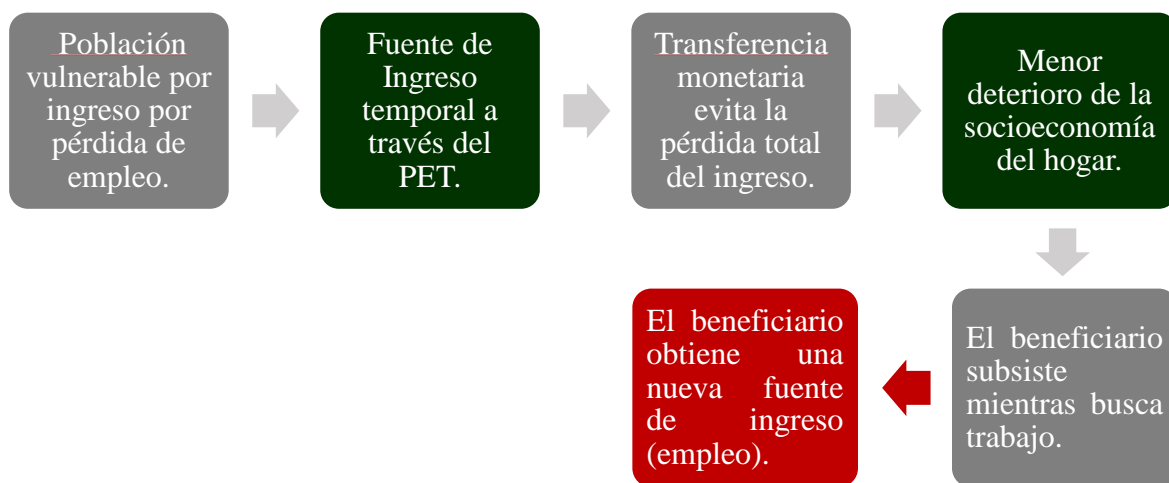 Población
vulnerable por
ingreso por
pérdida de
empleo.
Fuente de
Ingreso
temporal a
través del
PET.
Transferencia
monetaria
evita la
pérdida total
del ingreso.
Menor
deterioro de la
socioeconomía
del hogar.
El beneficiario
subsiste
mientras busca
trabajo.
El beneficiario
obtiene una
nueva fuente
de ingreso
(empleo).